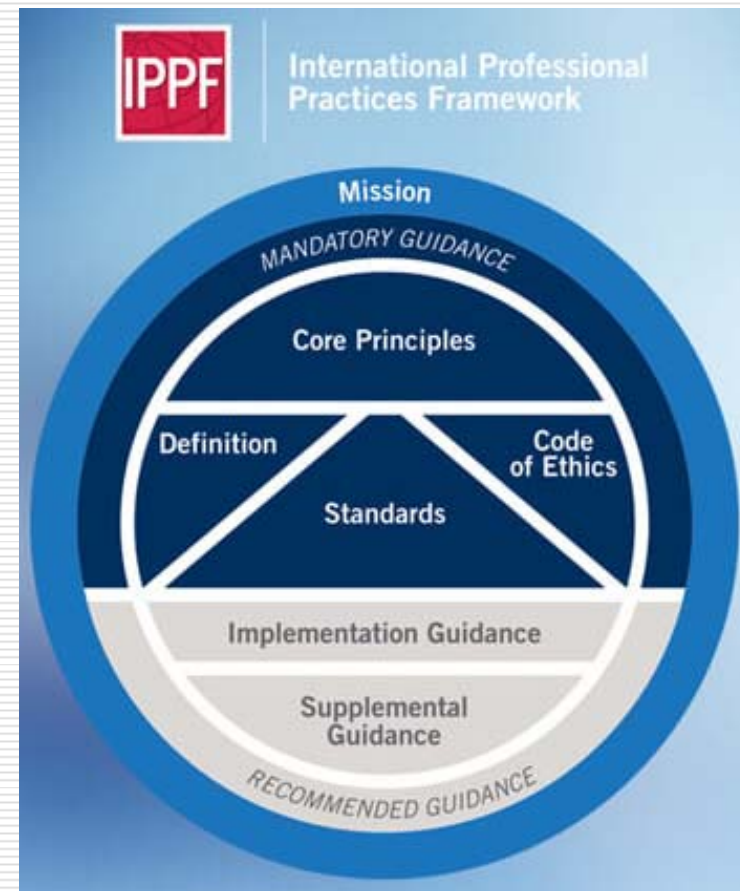 IPPF
International Professional
Practices Framework
Mission
MANDATORY GUIDANCE
Core Principles
Definition
Code
of Ethics
Standards
Implementation Guidance
Supplemental
Guidance
RECOMMENDED GUIDANCE